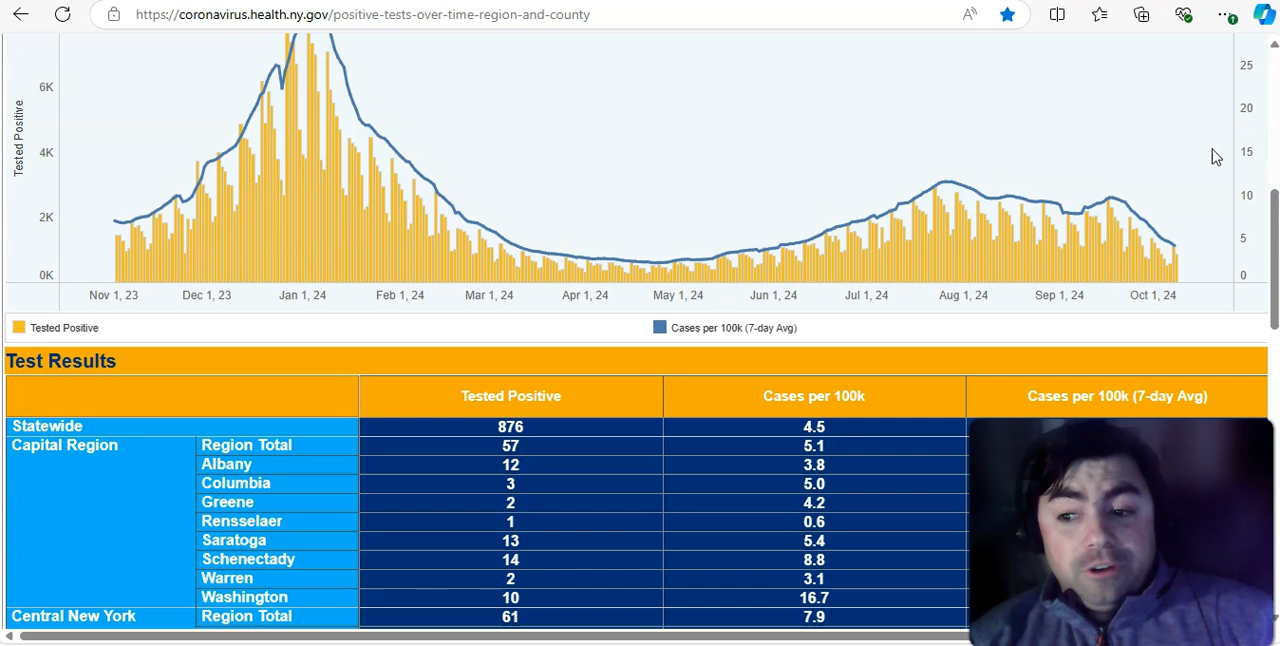 https://coronavirus.health.ny.gov/positive-tests-over-time-region-and-county
Tested Positive
6K
4K
2K
0K
25
20
15
10
5
0
Nov 1, 23 Dec 1, 23 Jan 1, 24 Feb 1, 24 Mar 1, 24 Apr 1, 24 May 1, 24 Jun 1, 24 Jul 1, 24 Aug 1, 24 Sep 1, 24 Oct 1, 24
Tested Positive Cases per 100k (7-day Avg)
Test Results
Tested Positive Cases per 100k Cases per 100k (7-day Avg)
Statewide 876 4.5
Capital Region Region Total 57 5.1
Albany 12 3.8
Columbia 3 5.0
Greene 2 4.2
Rensselaer 1 0.6
Saratoga 13 5.4
Schenectady 14 8.8
Warren 2 3.1
Washington 10 16.7
Central New York Region Total 61 7.9